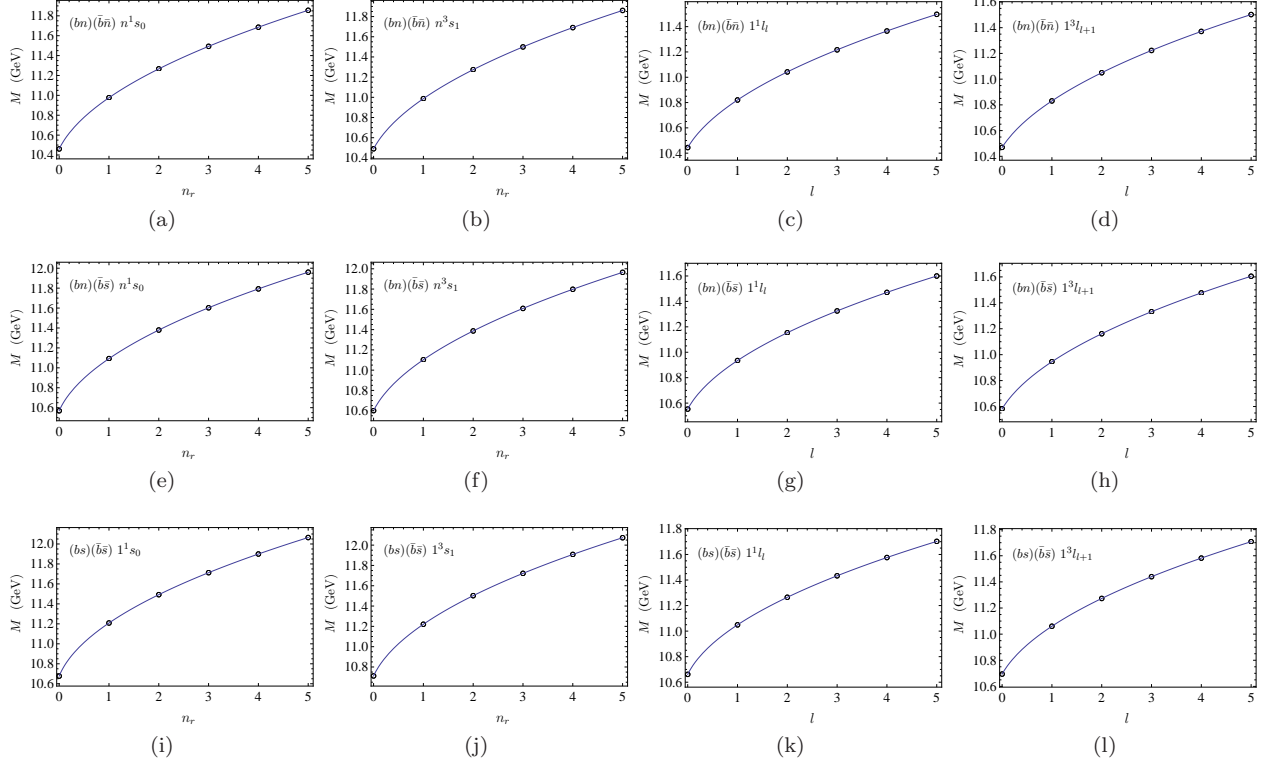 (bn)(b̄n̄) n¹s₀
M (GeV)
11.8
11.6
11.4
11.2
11.0
10.8
10.6
10.4
0 1 2 3 4 5
nᵣ
(a)
(bn)(b̄n̄) n³s₁
M (GeV)
11.8
11.6
11.4
11.2
11.0
10.8
10.6
10.4
0 1 2 3 4 5
nᵣ
(b)
(bn)(b̄n̄) 1¹l_l
M (GeV)
11.4
11.2
11.0
10.8
10.6
10.4
0 1 2 3 4 5
l
(c)
(bn)(b̄n̄) 1³l_{l+1}
M (GeV)
11.6
11.4
11.2
11.0
10.8
10.6
10.4
0 1 2 3 4 5
l
(d)
(bn)(b̄s̄) n¹s₀
M (GeV)
12.0
11.8
11.6
11.4
11.2
11.0
10.8
10.6
0 1 2 3 4 5
nᵣ
(e)
(bn)(b̄s̄) n³s₁
M (GeV)
12.0
11.8
11.6
11.4
11.2
11.0
10.8
10.6
0 1 2 3 4 5
nᵣ
(f)
(bn)(b̄s̄) 1¹l_l
M (GeV)
11.6
11.4
11.2
11.0
10.8
10.6
0 1 2 3 4 5
l
(g)
(bn)(b̄s̄) 1³l_{l+1}
M (GeV)
11.6
11.4
11.2
11.0
10.8
10.6
0 1 2 3 4 5
l
(h)
(bs)(b̄s̄) 1¹s₀
M (GeV)
12.0
11.8
11.6
11.4
11.2
11.0
10.8
10.6
0 1 2 3 4 5
nᵣ
(i)
(bs)(b̄s̄) 1³s₁
M (GeV)
12.0
11.8
11.6
11.4
11.2
11.0
10.8
0 1 2 3 4 5
nᵣ
(j)
(bs)(b̄s̄) 1¹l_l
M (GeV)
11.8
11.6
11.4
11.2
11.0
10.8
10.6
0 1 2 3 4 5
l
(k)
(bs)(b̄s̄) 1³l_{l+1}
M (GeV)
11.8
11.6
11.4
11.2
11.0
10.8
10.6
0 1 2 3 4 5
l
(l)